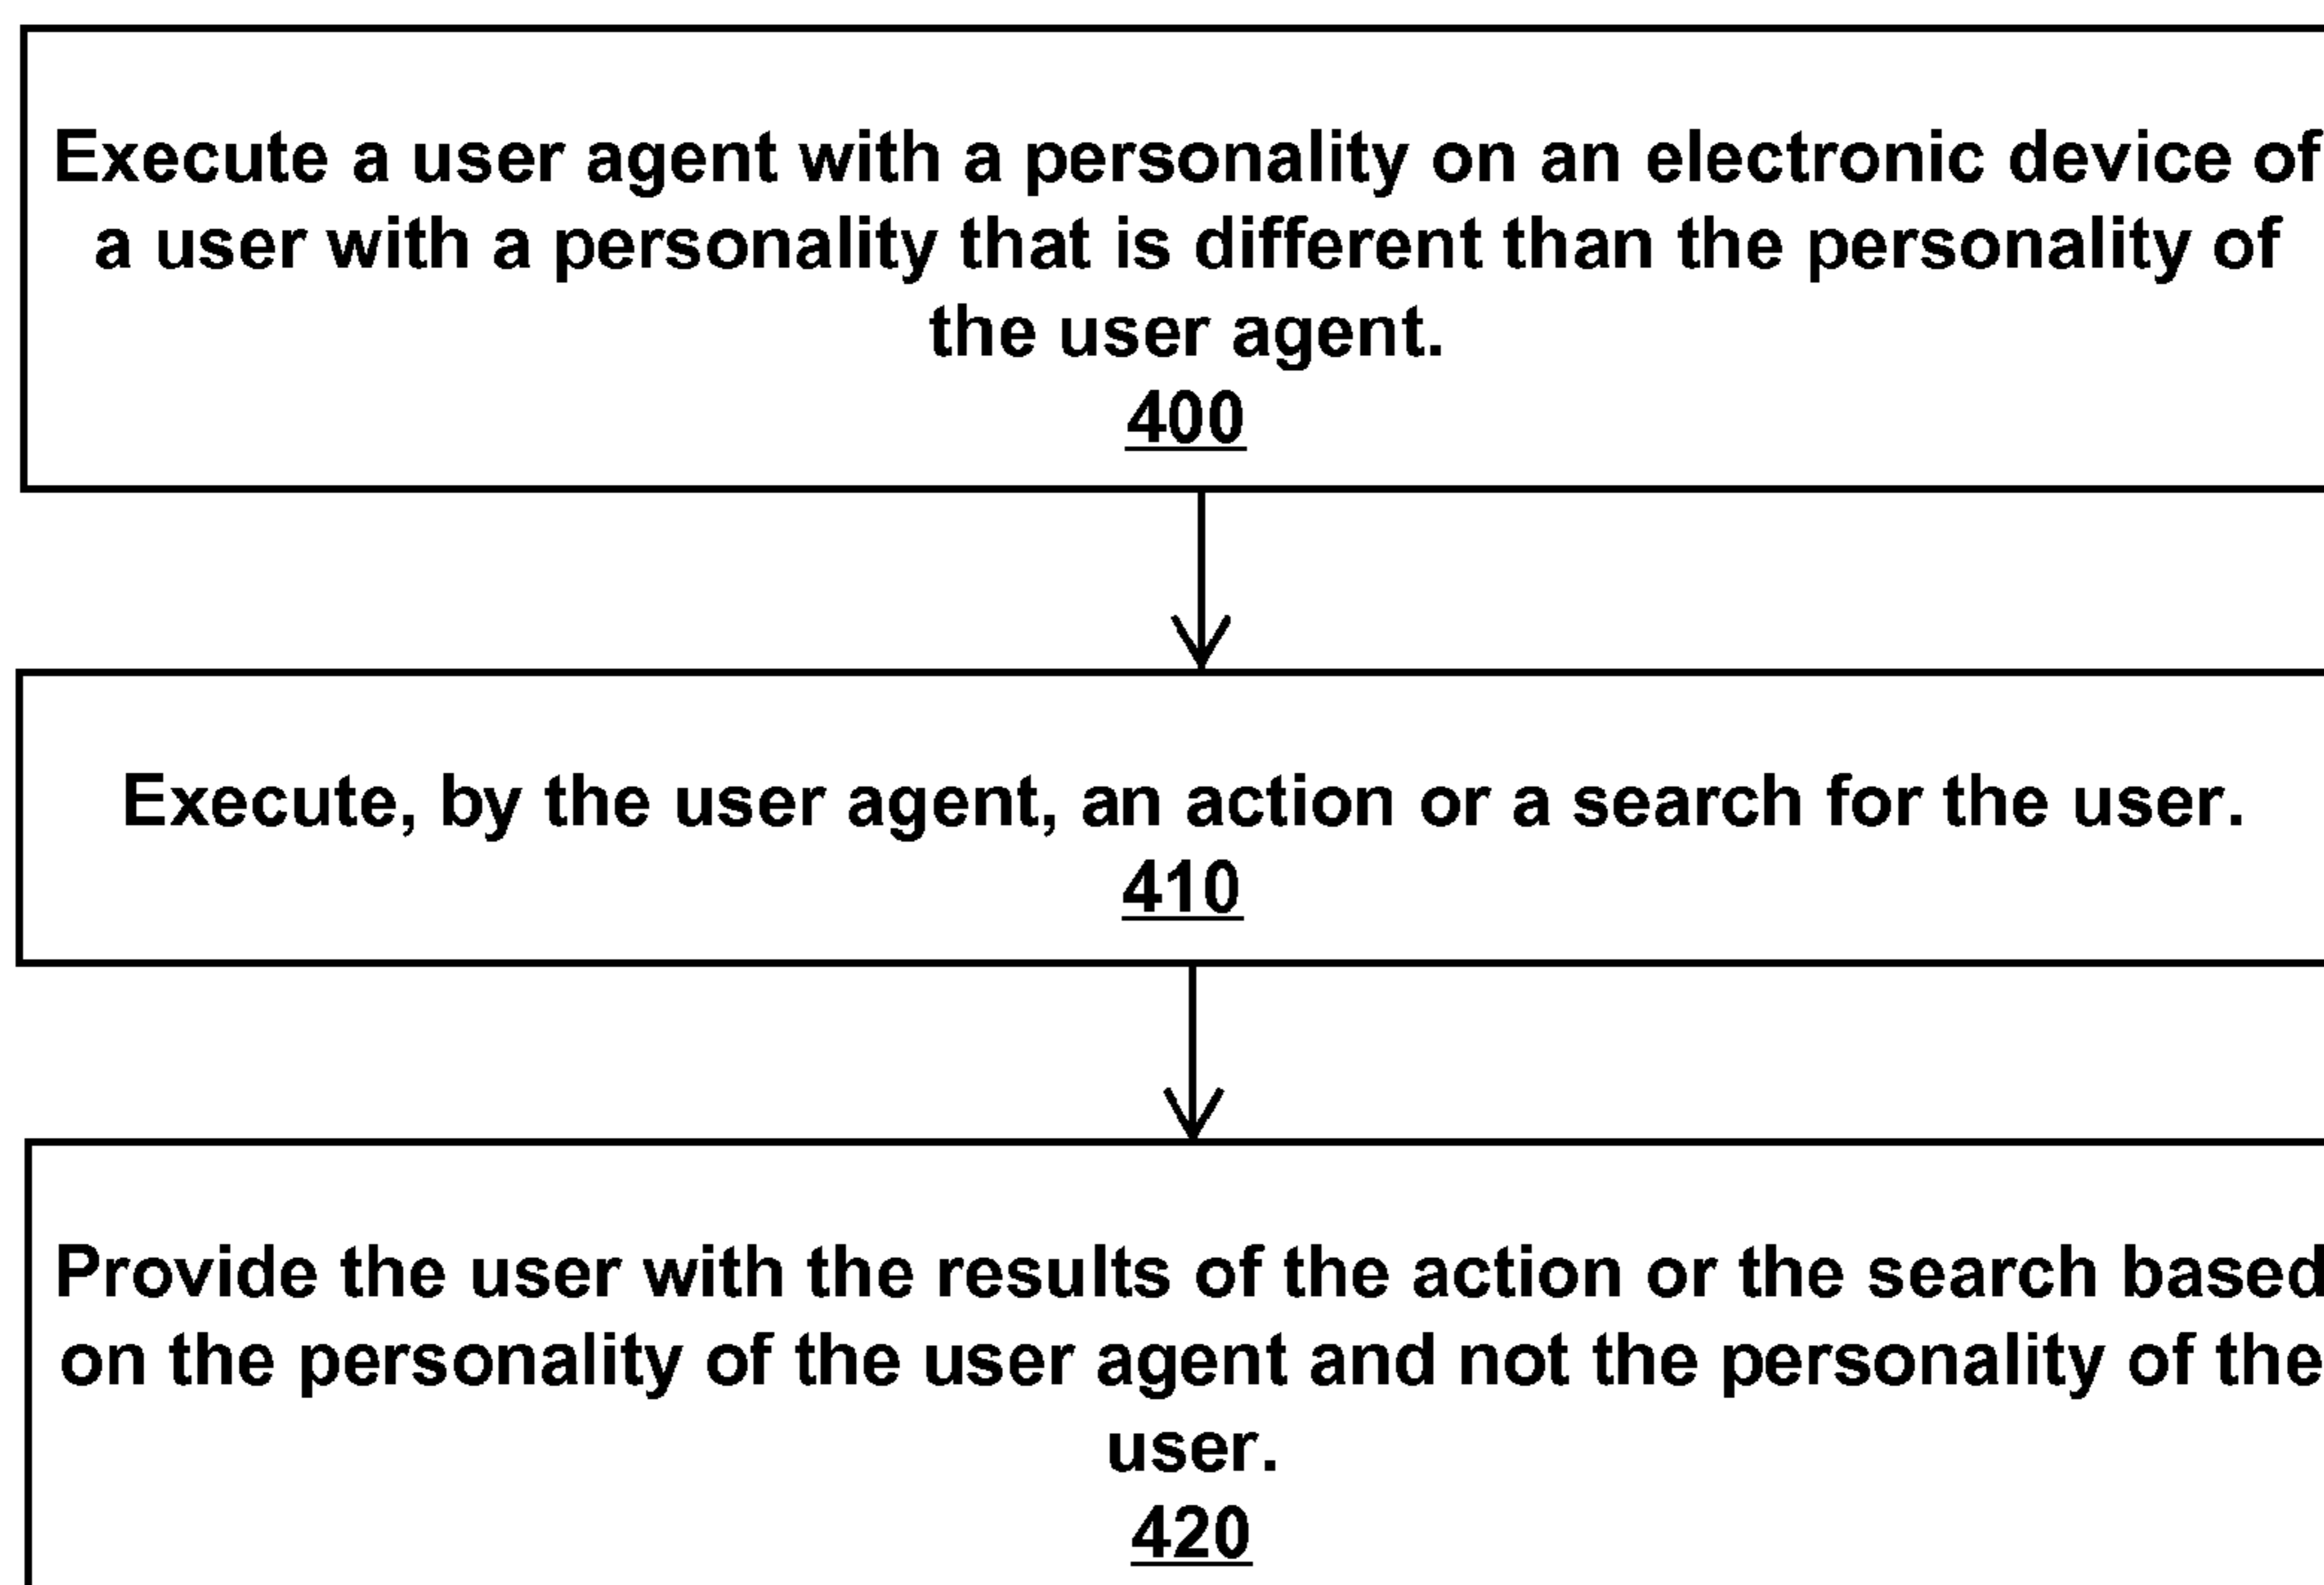 Execute a user agent with a personality on an electronic device of
a user with a personality that is different than the personality of
the user agent.
400
Execute, by the user agent, an action or a search for the user.
410
Provide the user with the results of the action or the search based
on the personality of the user agent and not the personality of the
user.
420